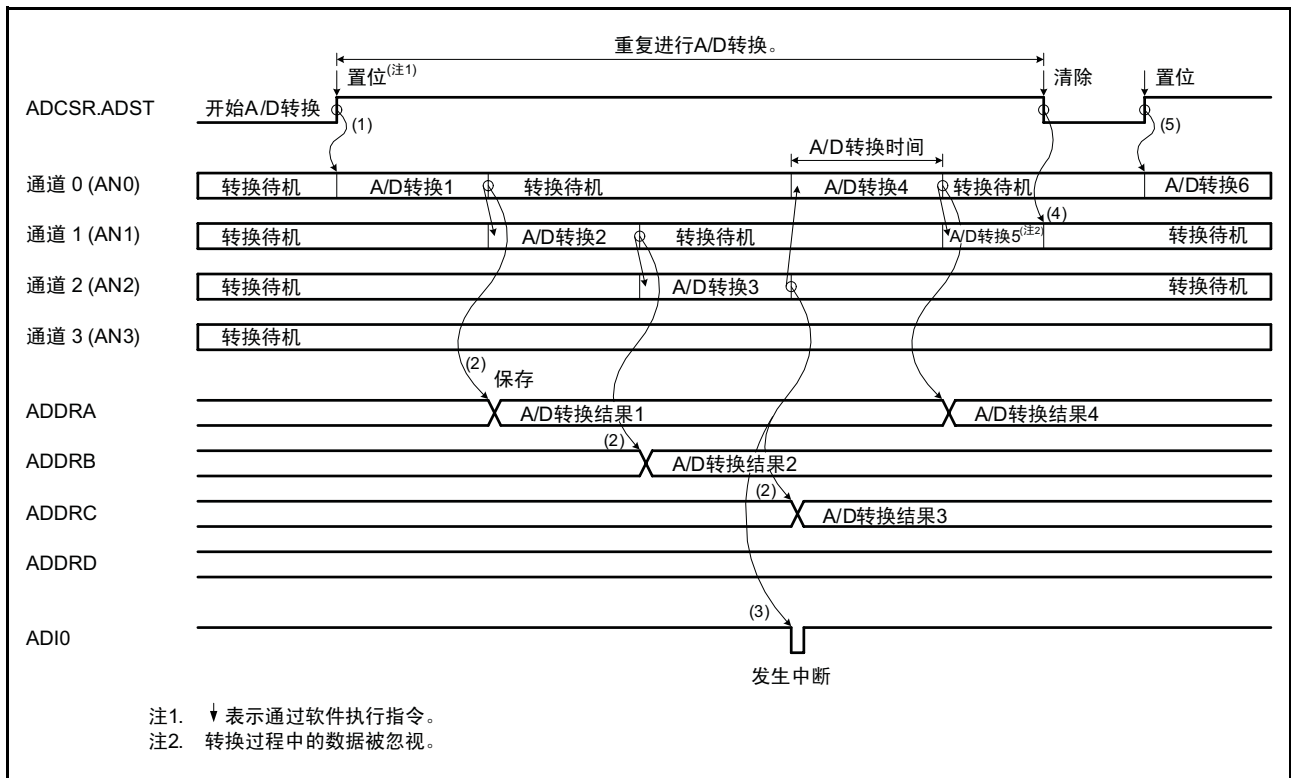 重复进行A/D转换。
置位(注1)
清除
置位
ADCSR.ADST
开始A/D转换
(1)
(5)
A/D转换时间
通道 0 (AN0)
转换待机
A/D转换1
转换待机
A/D转换4
转换待机
A/D转换6
(4)
通道 1 (AN1)
转换待机
A/D转换2
转换待机
A/D转换5(注2)
转换待机
通道 2 (AN2)
转换待机
A/D转换3
转换待机
通道 3 (AN3)
转换待机
(2)
保存
ADDRA
A/D转换结果1
A/D转换结果4
(2)
ADDRB
A/D转换结果2
(2)
ADDRC
A/D转换结果3
ADDRD
(3)
ADI0
发生中断
注1. 表示通过软件执行指令。
注2. 转换过程中的数据被忽视。